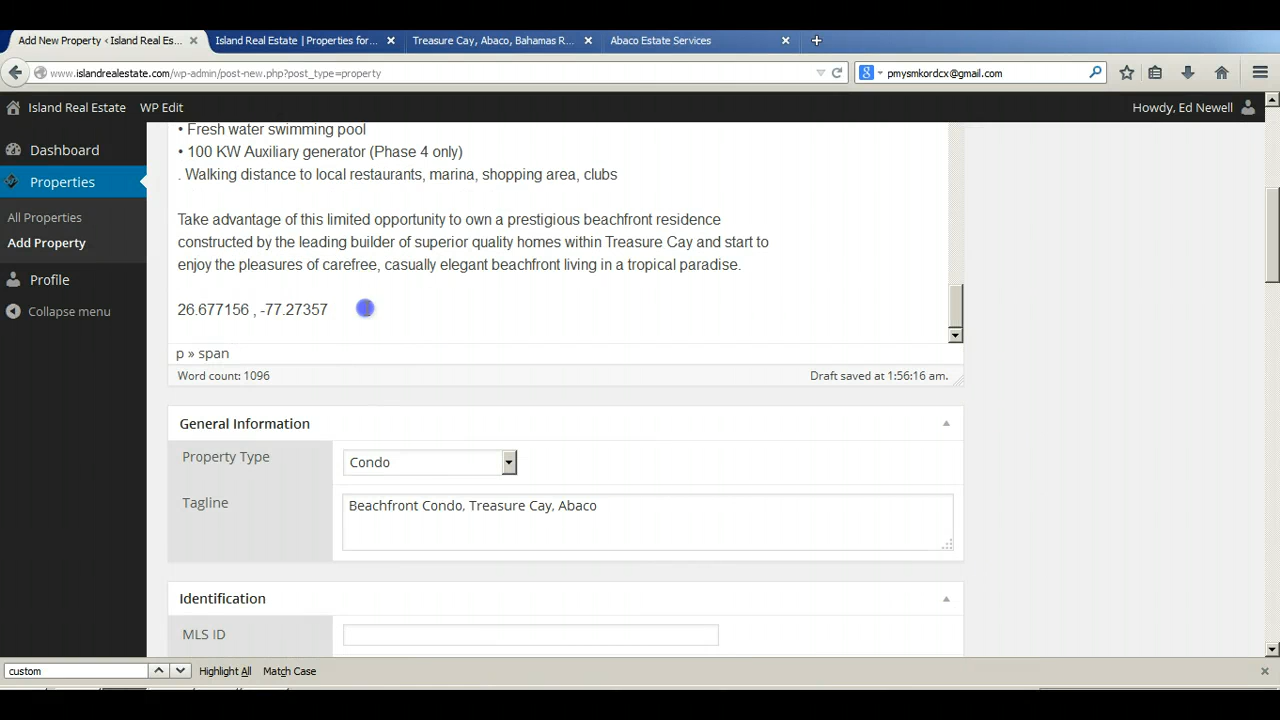 Add New Property ‹ Island Real Es...
Island Real Estate | Properties for...
Treasure Cay, Abaco, Bahamas R...
Abaco Estate Services
www.islandrealestate.com/wp-admin/post-new.php?post_type=property
pmysmkordcx@gmail.com
Island Real Estate
WP Edit
Howdy, Ed Newell
Dashboard
Properties
All Properties
Add Property
Profile
Collapse menu
• Fresh water swimming pool
• 100 KW Auxiliary generator (Phase 4 only)
. Walking distance to local restaurants, marina, shopping area, clubs
Take advantage of this limited opportunity to own a prestigious beachfront residence
constructed by the leading builder of superior quality homes within Treasure Cay and start to
enjoy the pleasures of carefree, casually elegant beachfront living in a tropical paradise.
26.677156 , -77.27357
p » span
Word count: 1096
Draft saved at 1:56:16 am.
General Information
Property Type
Condo
Tagline
Beachfront Condo, Treasure Cay, Abaco
Identification
MLS ID
custom
Highlight All
Match Case